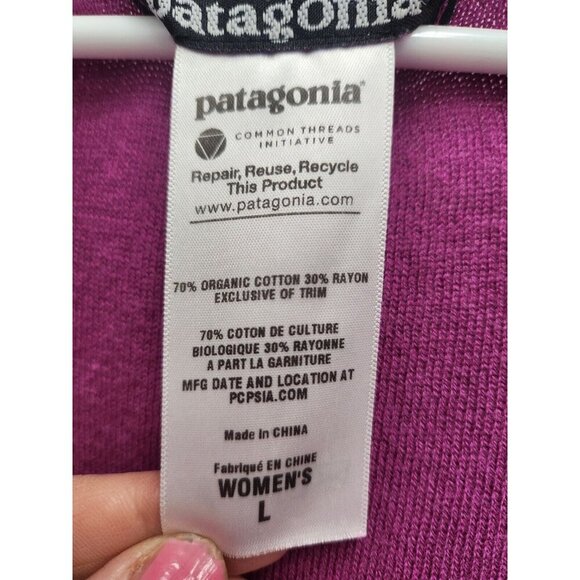 patagonia
patagonia®
COMMON THREADS
INITIATIVE
Repair, Reuse, Recycle
This Product
www.patagonia.com
70% ORGANIC COTTON 30% RAYON
EXCLUSIVE OF TRIM
70% COTON DE CULTURE
BIOLOGIQUE 30% RAYONNE
A PART LA GARNITURE
MFG DATE AND LOCATION AT
PCPSIA.COM
Made in CHINA
Fabriqué EN CHINE
WOMEN'S
L